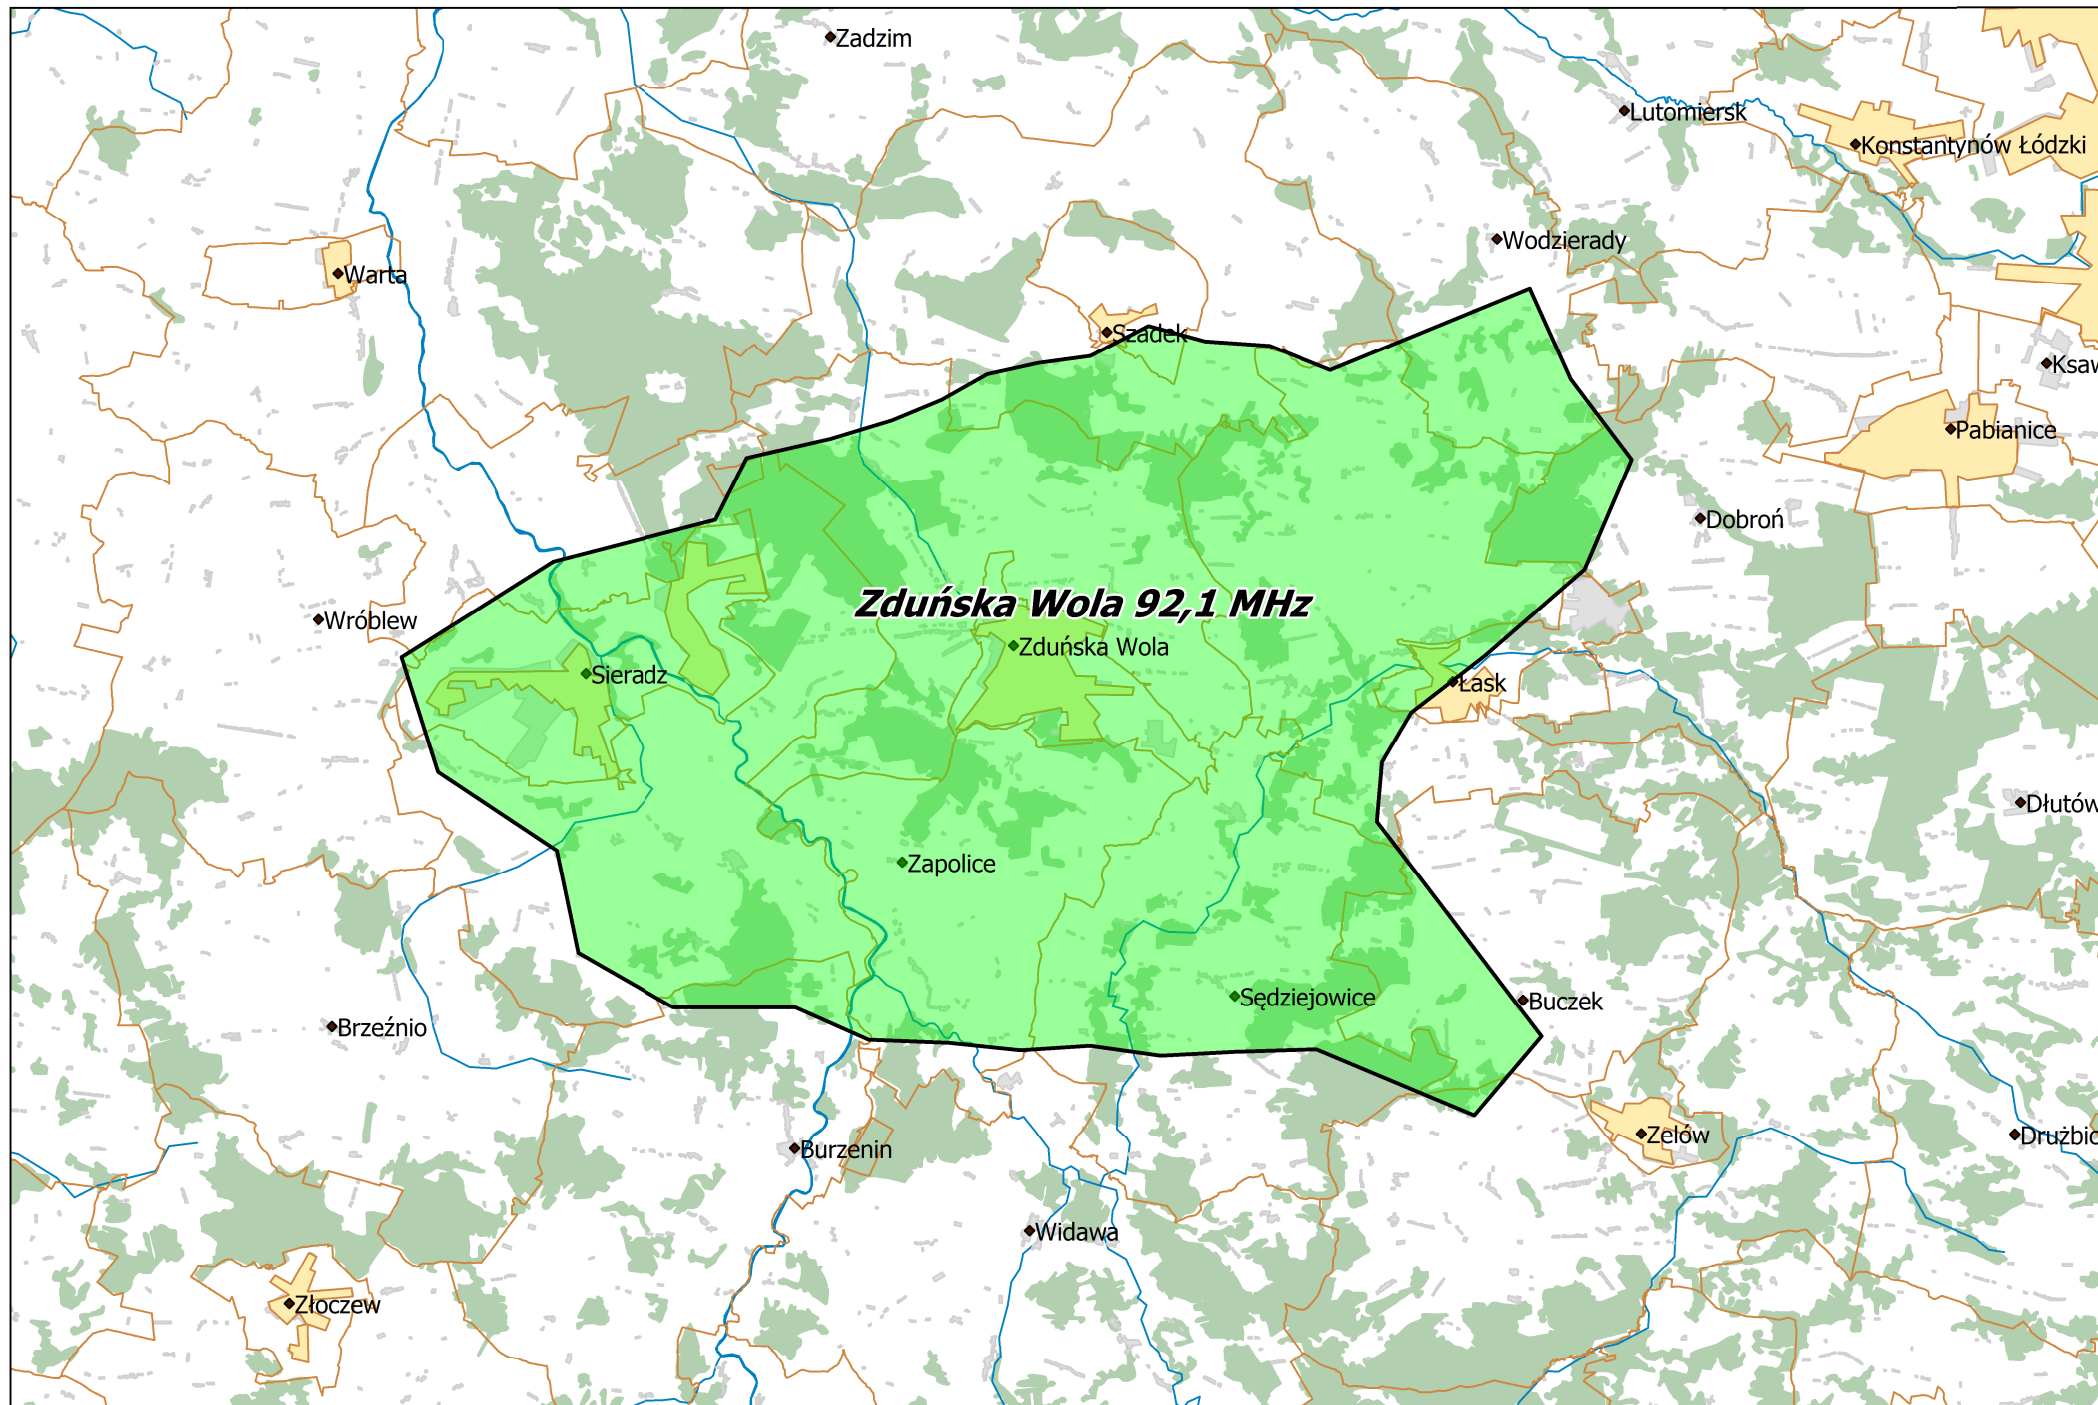 Zadzim
Lutomiersk
Konstantynów Łódzki
Wodzierady
Warta
Szadek
Ksaw
Pabianice
Dobroń
Zduńska Wola 92,1 MHz
Wróblew
Zduńska Wola
Sieradz
Łask
Dłutów
Zapolice
Sędziejowice
Buczek
Brzeźnio
Zelów
Drużbic
Burzenin
Widawa
Złoczew